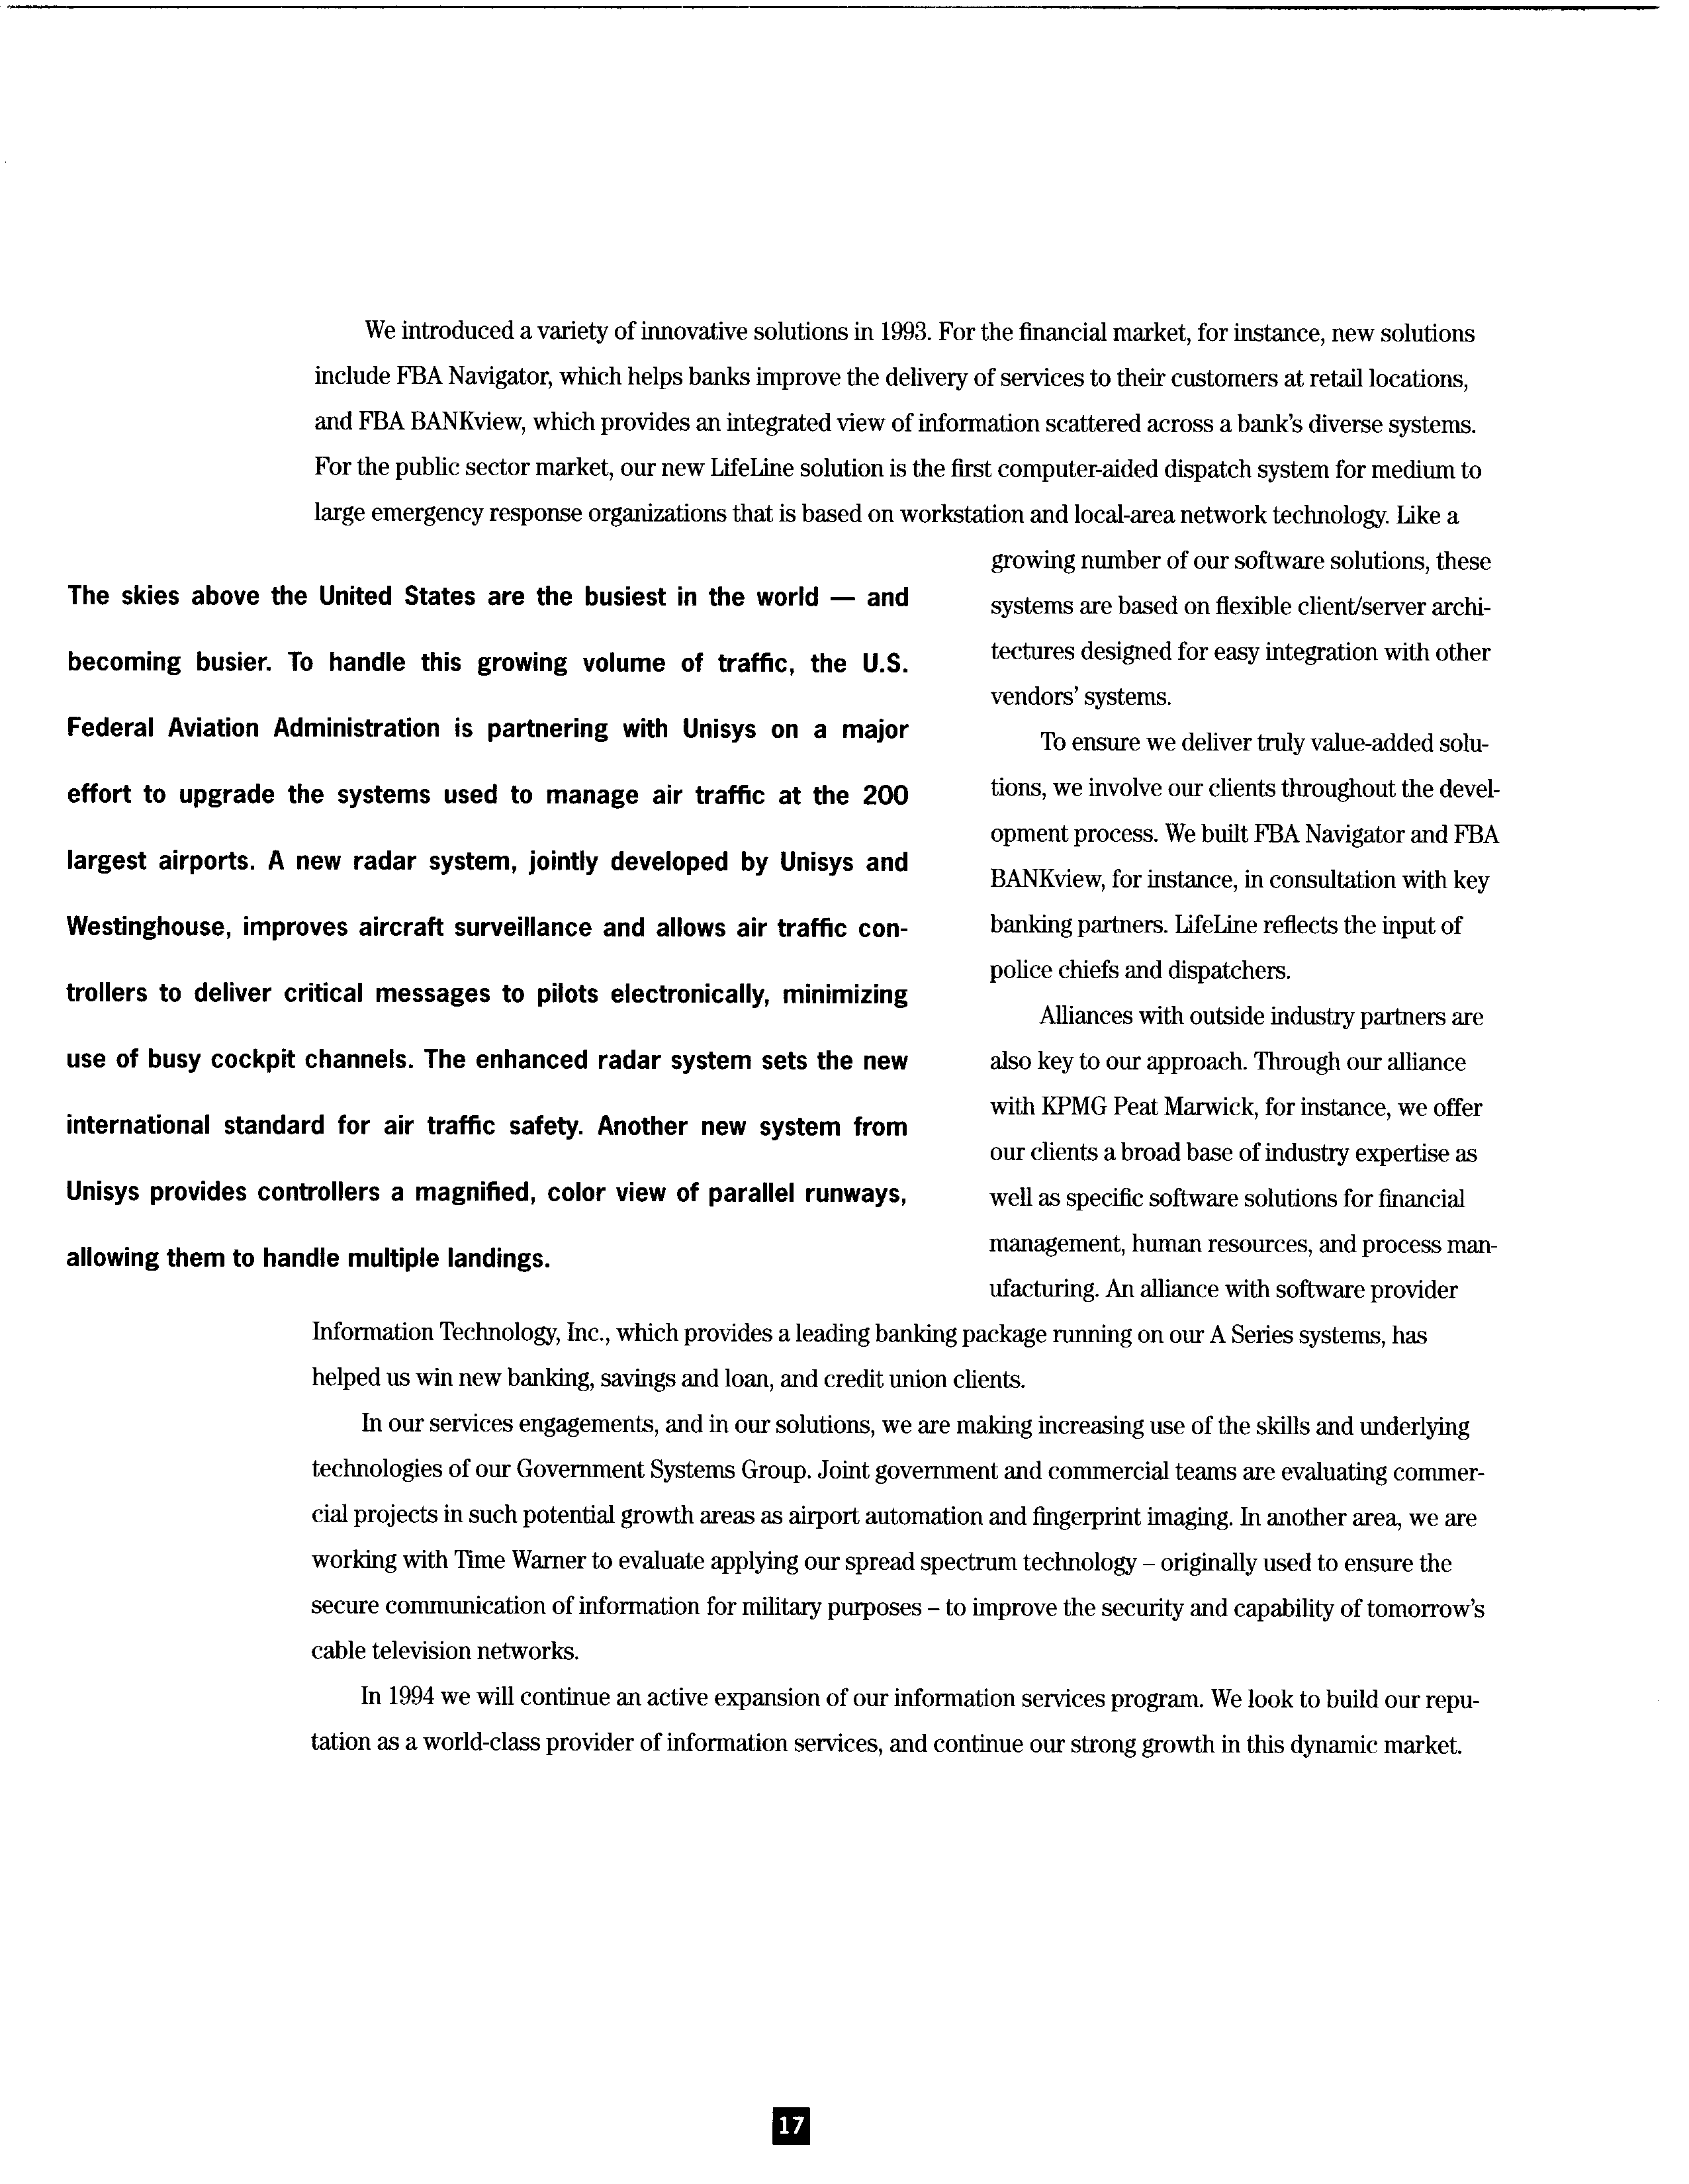 We introduced a variety of innovative solutions in 1993. For the financial market, for instance, new solutions
include FBA Navigator, which helps banks improve the delivery of services to their customers at retail locations,
and FBA BANKview, which provides an integrated view of information scattered across a bank's diverse systems.
For the public sector market, our new LifeLine solution is the first computer-aided dispatch system for medium to
large emergency response organizations that is based on workstation and local-area network technology. Like a
growing number of our software solutions, these
systems are based on flexible client/server archi-
tectures designed for easy integration with other
vendors' systems.
To ensure we deliver truly value-added solu-
tions, we involve our clients throughout the devel-
opment process. We built FBA Navigator and FBA
BANKview, for instance, in consultation with key
banking partners. LifeLine reflects the input of
police chiefs and dispatchers.
Alliances with outside industry partners are
also key to our approach. Through our alliance
with KPMG Peat Marwick, for instance, we offer
our clients a broad base of industry expertise as
well as specific software solutions for financial
management, human resources, and process man-
ufacturing. An alliance with software provider
Information Technology, Inc., which provides a leading banking package running on our A Series systems, has
helped us win new banking, savings and loan, and credit union clients.
In our services engagements, and in our solutions, we are making increasing use of the skills and underlying
technologies of our Government Systems Group. Joint government and commercial teams are evaluating commer-
cial projects in such potential growth areas as airport automation and fingerprint imaging. In another area, we are
working with Time Warner to evaluate applying our spread spectrum technology – originally used to ensure the
secure communication of information for military purposes – to improve the security and capability of tomorrow's
cable television networks.
In 1994 we will continue an active expansion of our information services program. We look to build our repu-
tation as a world-class provider of information services, and continue our strong growth in this dynamic market.
The skies above the United States are the busiest in the world — and
becoming busier. To handle this growing volume of traffic, the U.S.
Federal Aviation Administration is partnering with Unisys on a major
effort to upgrade the systems used to manage air traffic at the 200
largest airports. A new radar system, jointly developed by Unisys and
Westinghouse, improves aircraft surveillance and allows air traffic con-
trollers to deliver critical messages to pilots electronically, minimizing
use of busy cockpit channels. The enhanced radar system sets the new
international standard for air traffic safety. Another new system from
Unisys provides controllers a magnified, color view of parallel runways,
allowing them to handle multiple landings.
17